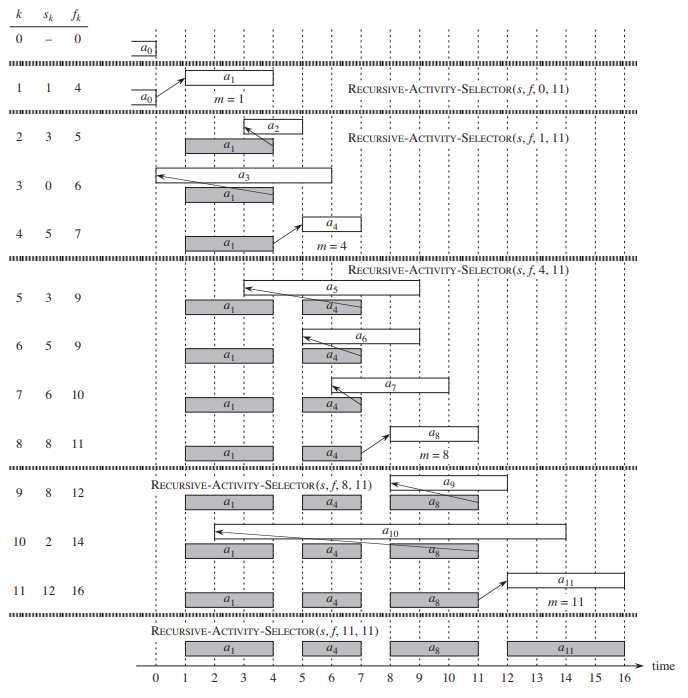 k sₖ fₖ
0 – 0
a₀
1 1 4
a₁
a₀
m = 1
RECURSIVE-ACTIVITY-SELECTOR(s, f, 0, 11)
2 3 5
a₂
a₁
RECURSIVE-ACTIVITY-SELECTOR(s, f, 1, 11)
3 0 6
a₃
a₁
4 5 7
a₄
a₁
m = 4
RECURSIVE-ACTIVITY-SELECTOR(s, f, 4, 11)
5 3 9
a₅
a₁ a₄
6 5 9
a₆
a₁ a₄
7 6 10
a₇
a₁ a₄
8 8 11
a₈
a₁ a₄
m = 8
9 8 12
a₉
RECURSIVE-ACTIVITY-SELECTOR(s, f, 8, 11)
a₁ a₄ a₈
10 2 14
a₁₀
a₁ a₄ a₈
11 12 16
a₁₁
a₁ a₄ a₈
m = 11
RECURSIVE-ACTIVITY-SELECTOR(s, f, 11, 11)
a₁ a₄ a₈ a₁₁
time
0 1 2 3 4 5 6 7 8 9 10 11 12 13 14 15 16